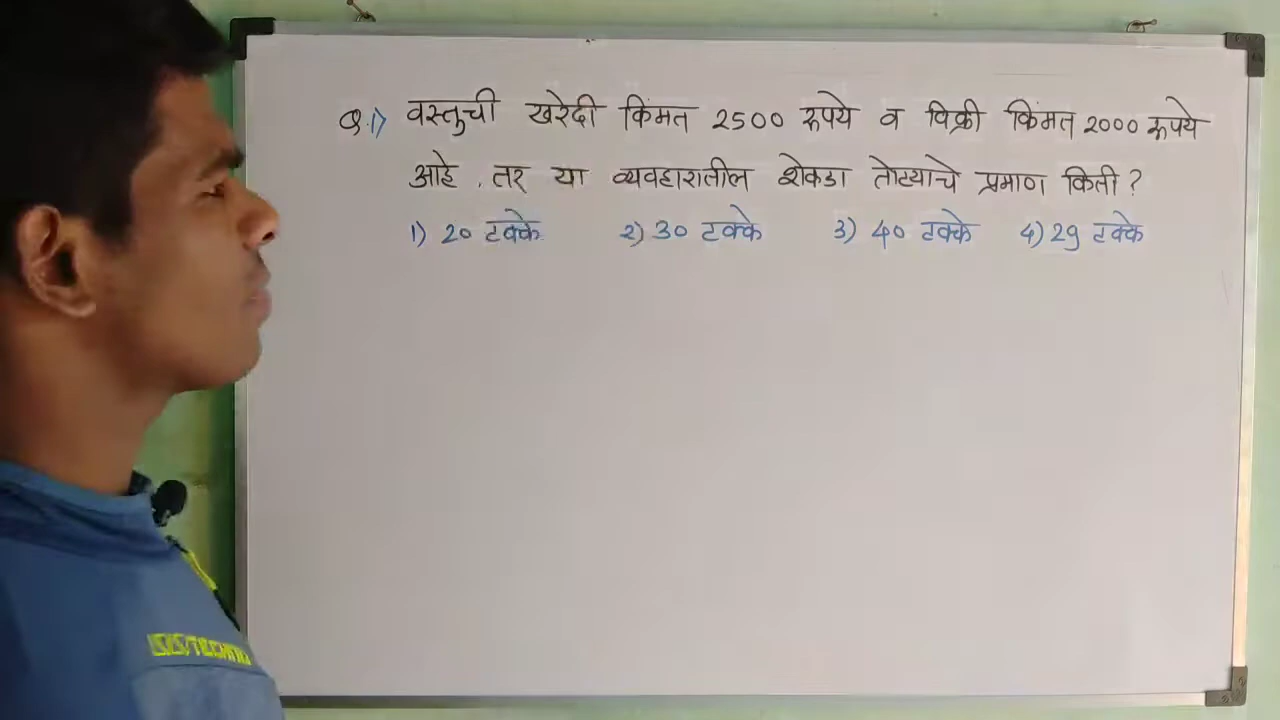 Q.1) वस्तुची खरेदी किंमत 2500 रुपये व विक्री किंमत 2000 रुपये
आहे . तर या व्यवहारातील शेकडा तोट्याचे प्रमाण किती ?
1) 20 टक्के 2) 30 टक्के 3) 40 टक्के 4) 29 टक्के